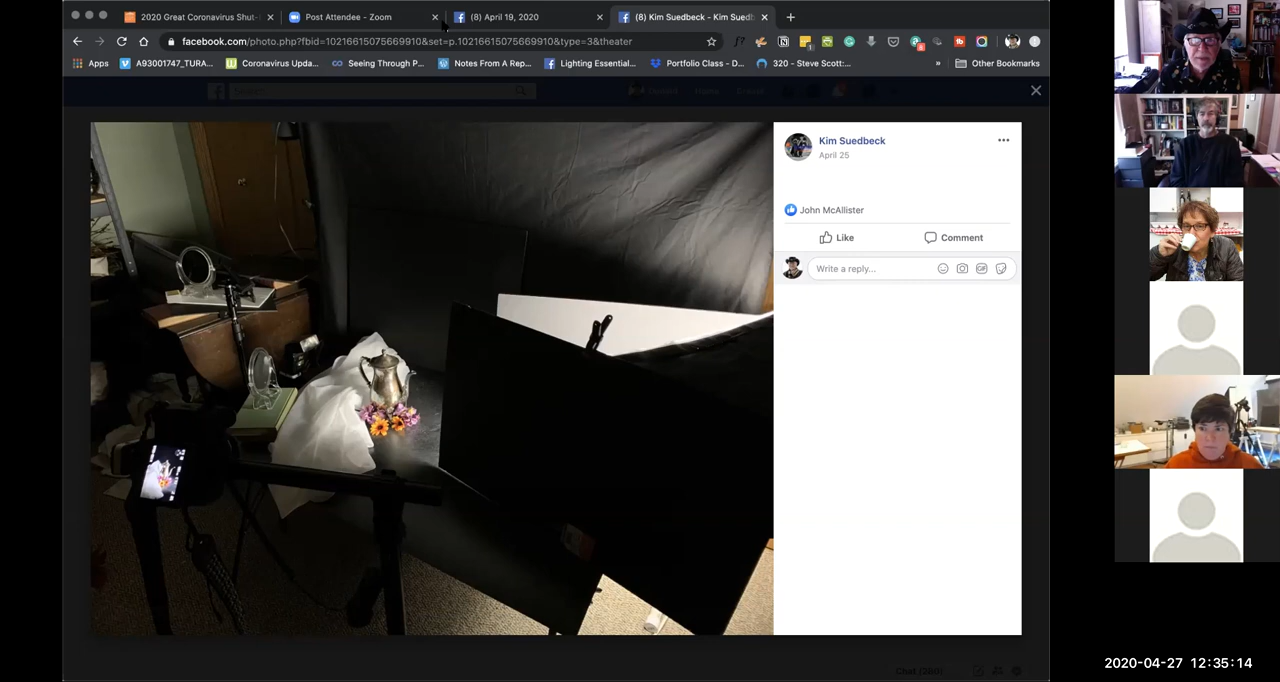 2020 Great Coronavirus Shut-
Post Attendee - Zoom
(8) April 19, 2020
(8) Kim Suedbeck - Kim Suedb
facebook.com/photo.php?fbid=10216615075669910&set=p.10216615075669910&type=3&theater
Apps
A93001747_TURA...
Coronavirus Upda...
Seeing Through P...
Notes From A Rep...
Lighting Essential...
Portfolio Class - D...
320 - Steve Scott:...
»
Other Bookmarks
Kim Suedbeck
April 25
John McAllister
Like
Comment
Write a reply...
GIF
2020-04-27 12:35:14